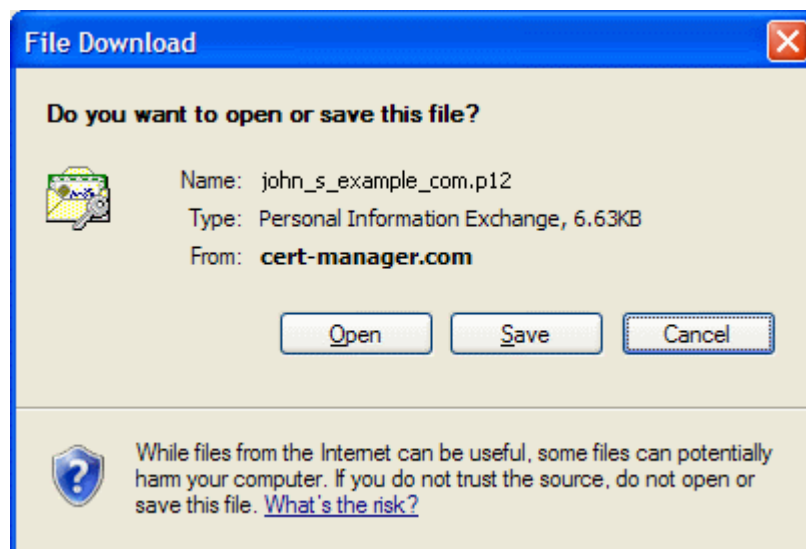 File Download
Do you want to open or save this file?
Name: john_s_example_com.p12
Type: Personal Information Exchange, 6.63KB
From: cert-manager.com
Open Save Cancel
While files from the Internet can be useful, some files can potentially
harm your computer. If you do not trust the source, do not open or
save this file. What's the risk?